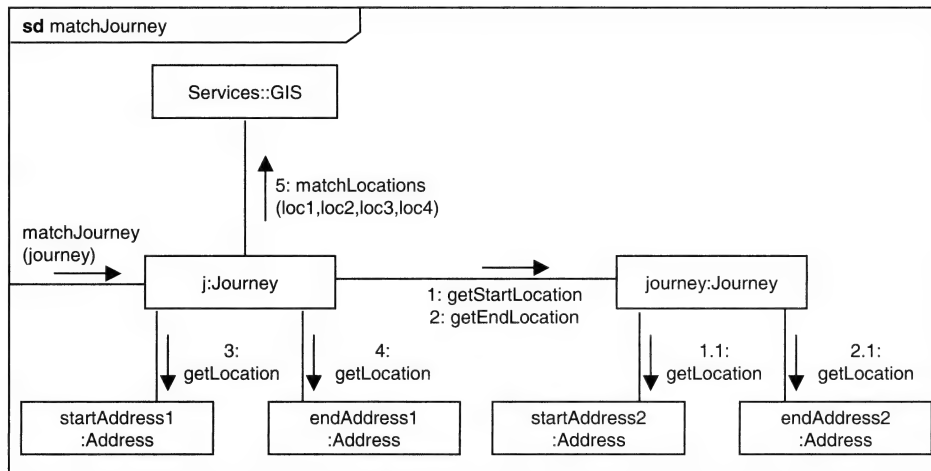 sd matchJourney
Services::GIS
5: matchLocations
(loc1,loc2,loc3,loc4)
matchJourney
(journey)
j:Journey
journey:Journey
1: getStartLocation
2: getEndLocation
3:
getLocation
4:
getLocation
1.1:
getLocation
2.1:
getLocation
startAddress1
:Address
endAddress1
:Address
startAddress2
:Address
endAddress2
:Address